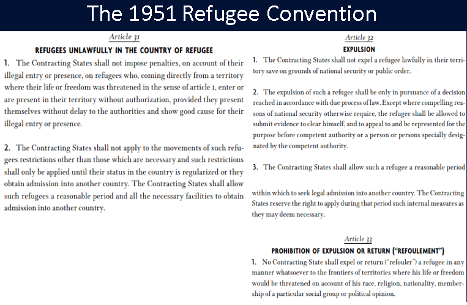 The 1951 Refugee Convention
Article 31
REFUGEES UNLAWFULLY IN THE COUNTRY OF REFUGEE
1. The Contracting States shall not impose penalties, on account of their
illegal entry or presence, on refugees who, coming directly from a territory
where their life or freedom was threatened in the sense of article 1, enter or
are present in their territory without authorization, provided they present
themselves without delay to the authorities and show good cause for their
illegal entry or presence.
2. The Contracting States shall not apply to the movements of such refu-
gees restrictions other than those which are necessary and such restrictions
shall only be applied until their status in the country is regularized or they
obtain admission into another country. The Contracting States shall allow
such refugees a reasonable period and all the necessary facilities to obtain
admission into another country.
Article 32
EXPULSION
1. The Contracting States shall not expel a refugee lawfully in their terri-
tory save on grounds of national security or public order.
2. The expulsion of such a refugee shall be only in pursuance of a decision
reached in accordance with due process of law. Except where compelling rea-
sons of national security otherwise require, the refugee shall be allowed to
submit evidence to clear himself, and to appeal to and be represented for the
purpose before competent authority or a person or persons specially desig-
nated by the competent authority.
3. The Contracting States shall allow such a refugee a reasonable period
within which to seek legal admission into another country. The Contracting
States reserve the right to apply during that period such internal measures as
they may deem necessary.
Article 33
PROHIBITION OF EXPULSION OR RETURN ("REFOULEMENT")
1. No Contracting State shall expel or return ("refouler") a refugee in any
manner whatsoever to the frontiers of territories where his life or freedom
would be threatened on account of his race, religion, nationality, member-
ship of a particular social group or political opinion.